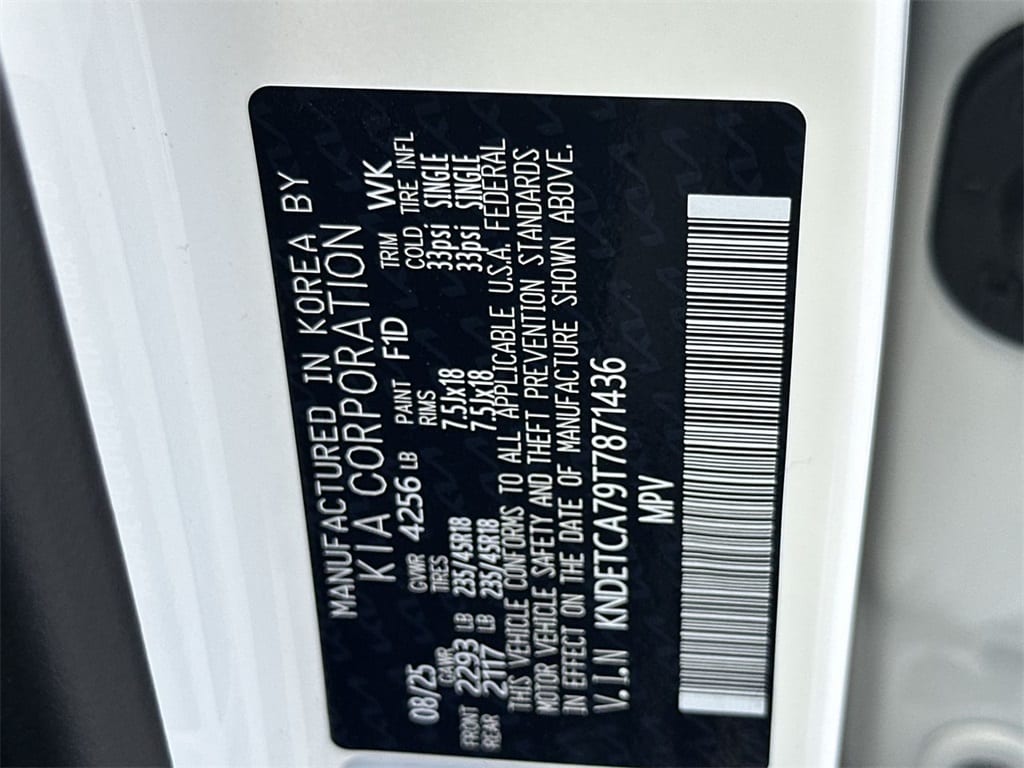 MANUFACTURED IN KOREA BY
KIA CORPORATION
08/25 GVWR 4256 LB PAINT F1D TRIM WK
GAWR TIRES RIMS COLD TIRE INFL
FRONT 2293 LB 235/45R18 7.5Jx18 33psi SINGLE
REAR 2117 LB 235/45R18 7.5Jx18 33psi SINGLE
THIS VEHICLE CONFORMS TO ALL APPLICABLE U.S.A. FEDERAL
MOTOR VEHICLE SAFETY AND THEFT PREVENTION STANDARDS
IN EFFECT ON THE DATE OF MANUFACTURE SHOWN ABOVE.
V.I.N KNDETCA79T7871436
MPV